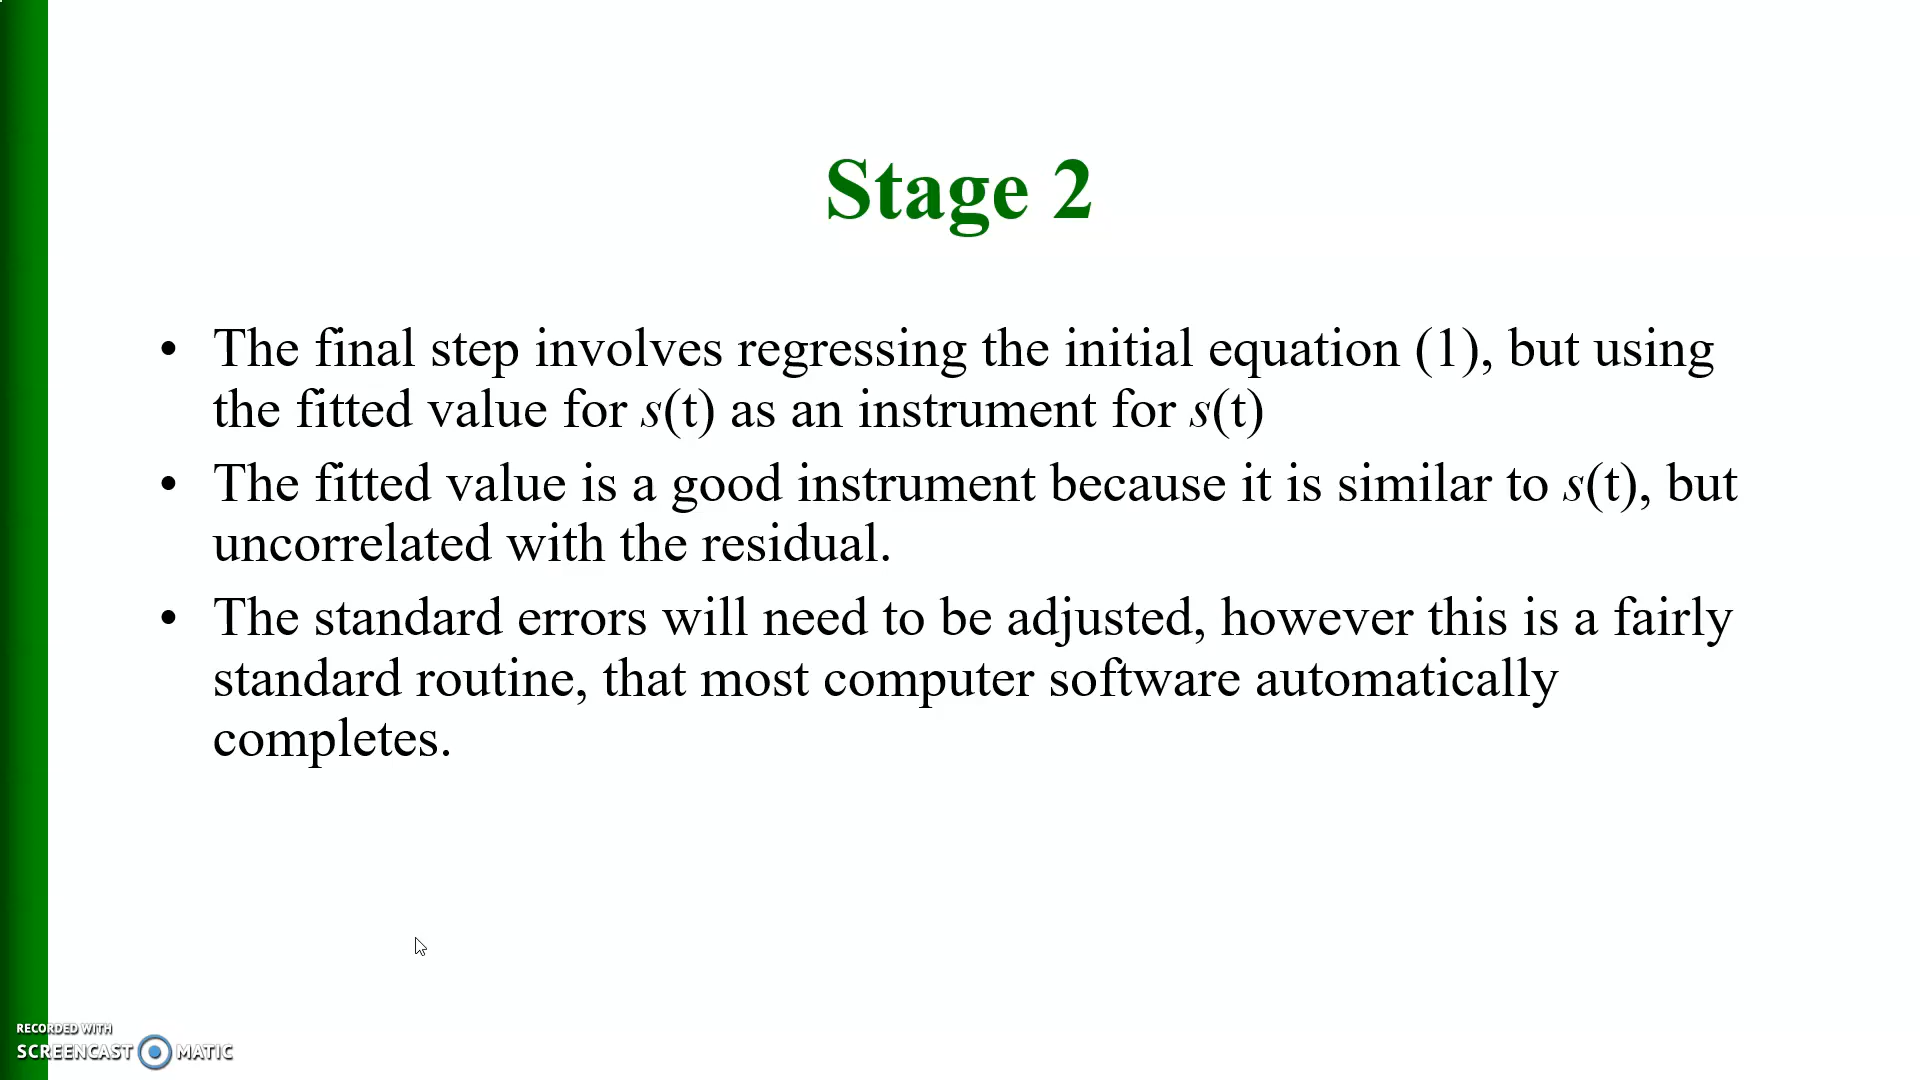 Stage 2
• The final step involves regressing the initial equation (1), but using
the fitted value for s(t) as an instrument for s(t)
• The fitted value is a good instrument because it is similar to s(t), but
uncorrelated with the residual.
• The standard errors will need to be adjusted, however this is a fairly
standard routine, that most computer software automatically
completes.
RECORDED WITH
SCREENCAST MATIC